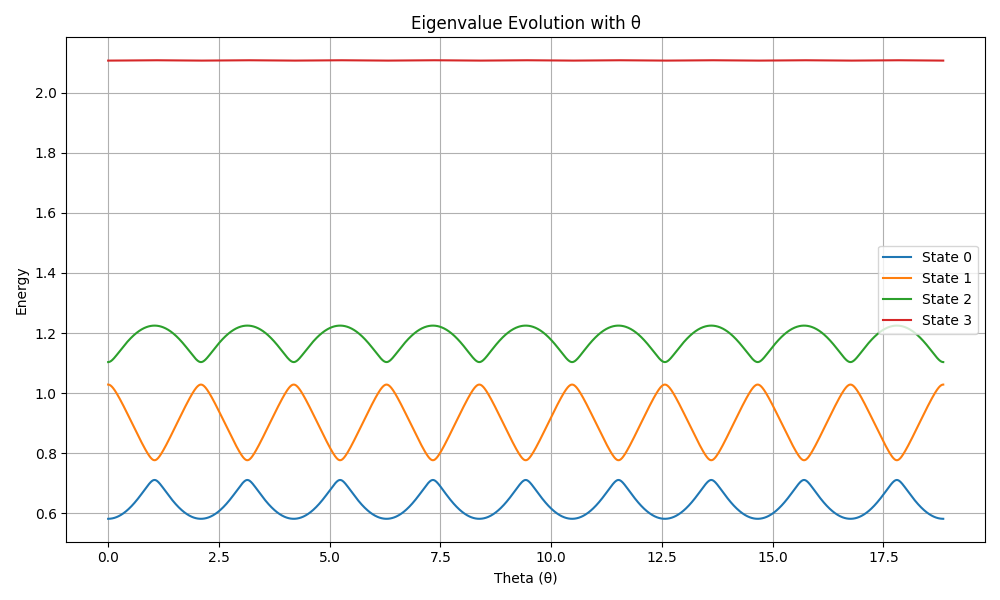 Eigenvalue Evolution with θ
Energy
2.0
1.8
1.6
1.4
1.2
1.0
0.8
0.6
State 0
State 1
State 2
State 3
0.0 2.5 5.0 7.5 10.0 12.5 15.0 17.5
Theta (θ)